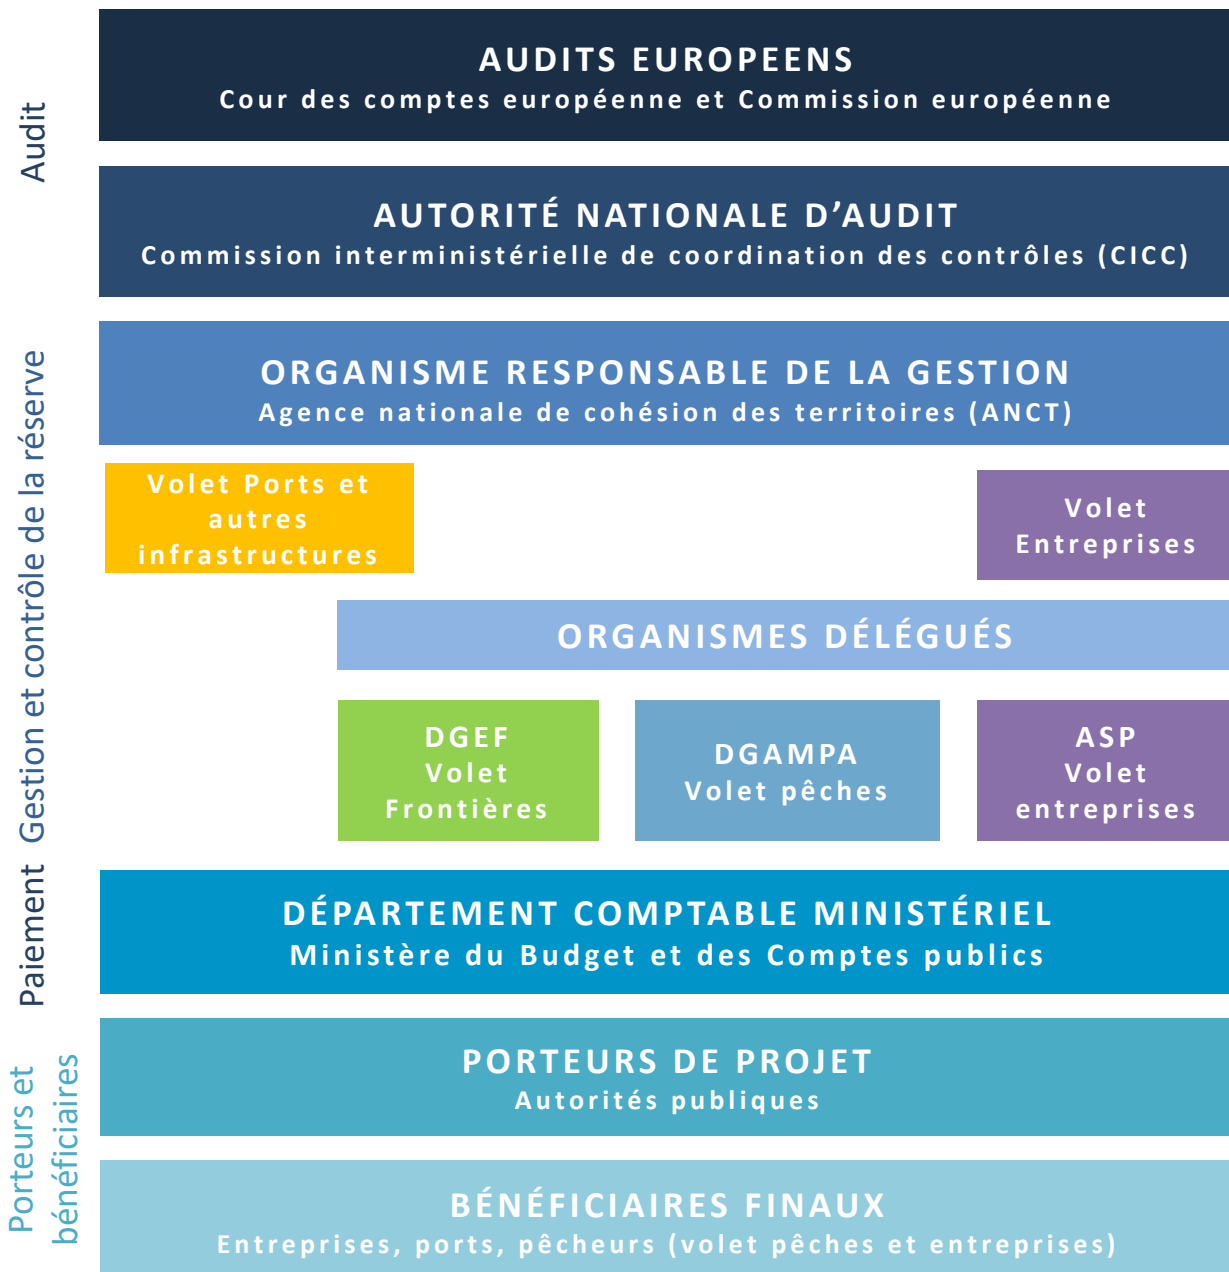 Audit
AUDITS EUROPEENS
Cour des comptes européenne et Commission européenne
AUTORITÉ NATIONALE D’AUDIT
Commission interministérielle de coordination des contrôles (CICC)
Gestion et contrôle de la réserve
ORGANISME RESPONSABLE DE LA GESTION
Agence nationale de cohésion des territoires (ANCT)
Volet Ports et
autres
infrastructures
Volet
Entreprises
ORGANISMES DÉLÉGUÉS
DGEF
Volet
Frontières
DGAMPA
Volet pêches
ASP
Volet
entreprises
Paiement
DÉPARTEMENT COMPTABLE MINISTÉRIEL
Ministère du Budget et des Comptes publics
Porteurs et
bénéficiaires
PORTEURS DE PROJET
Autorités publiques
BÉNÉFICIAIRES FINAUX
Entreprises, ports, pêcheurs (volet pêches et entreprises)